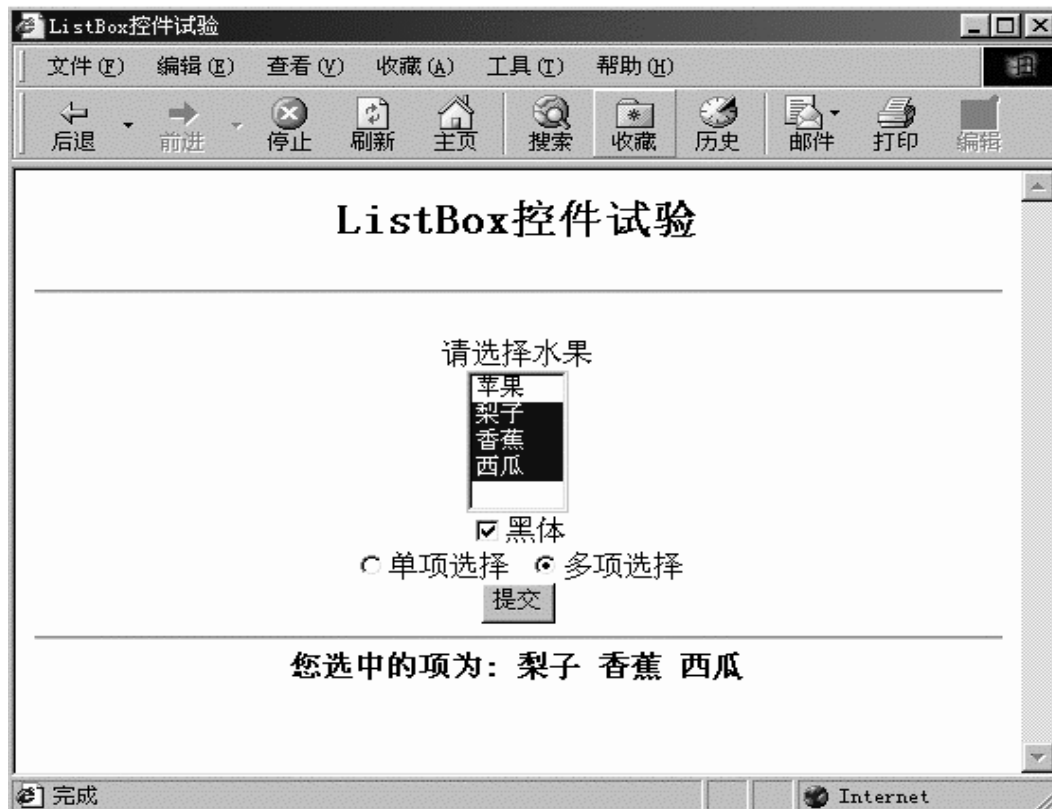 ListBox控件试验
文件(F) 编辑(E) 查看(V) 收藏(A) 工具(T) 帮助(H)
后退 前进 停止 刷新 主页 搜索 收藏 历史 邮件 打印 编辑
ListBox控件试验
请选择水果
苹果
梨子
香蕉
西瓜
黑体
单项选择 多项选择
提交
您选中的项为: 梨子 香蕉 西瓜
完成 Internet